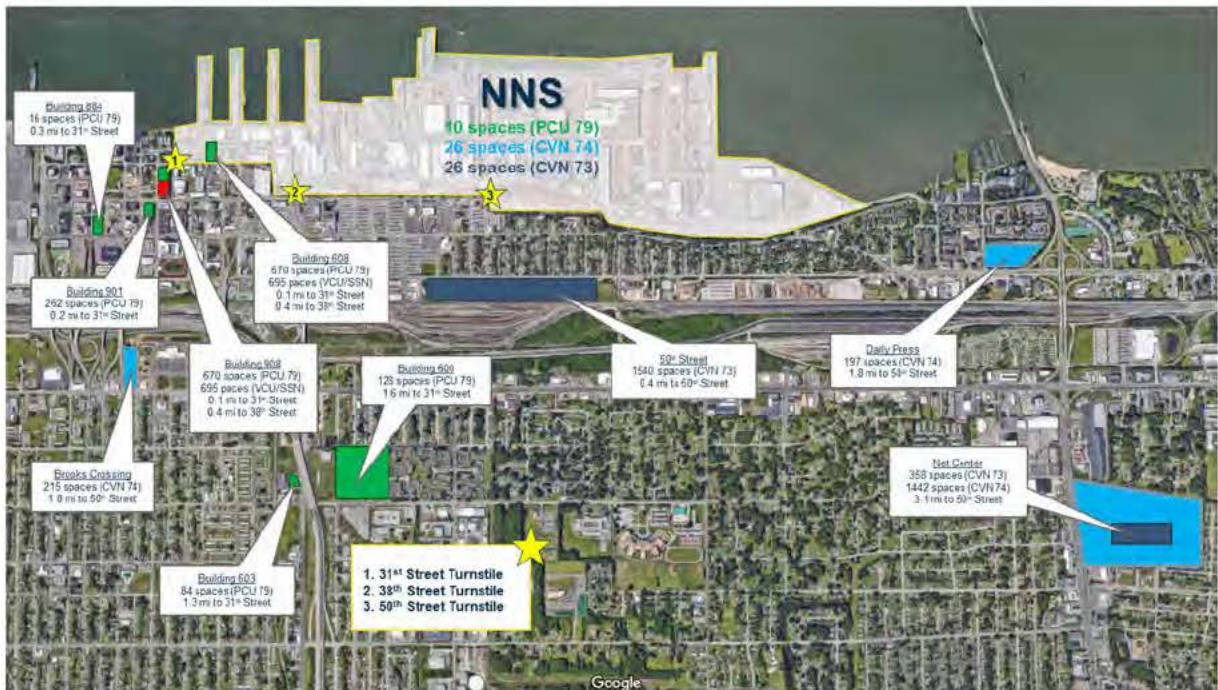 NNS
10 spaces (PCU 79)
26 spaces (CVN 74)
26 spaces (CVN 73)
Building 884
16 spaces (PCU 79)
0.3 mi to 31st Street
1
2
3
Building 608
670 spaces (PCU 79)
695 paces (VCU/SSN)
0.1 mi to 31st Street
0.4 mi to 38th Street
Building 901
262 spaces (PCU 79)
0.2 mi to 31st Street
Building 908
670 spaces (PCU 79)
695 paces (VCU/SSN)
0.1 mi to 31st Street
0.4 mi to 38th Street
Building 600
123 spaces (PCU 79)
1.6 mi to 31st Street
50th Street
1540 spaces (CVN 73)
0.4 mi to 50th Street
Daily Press
197 spaces (CVN 74)
1.8 mi to 50th Street
Brooks Crossing
215 spaces (CVN 74)
mi to 50th Street
Net Center
358 spaces (CVN 73)
1442 spaces (CVN74)
3.1 mi to 50th Street
Building 603
84 spaces (PCU 79)
1.3 mi to 31st Street
1. 31st Street Turnstile
2. 38th Street Turnstile
3. 50th Street Turnstile
Google